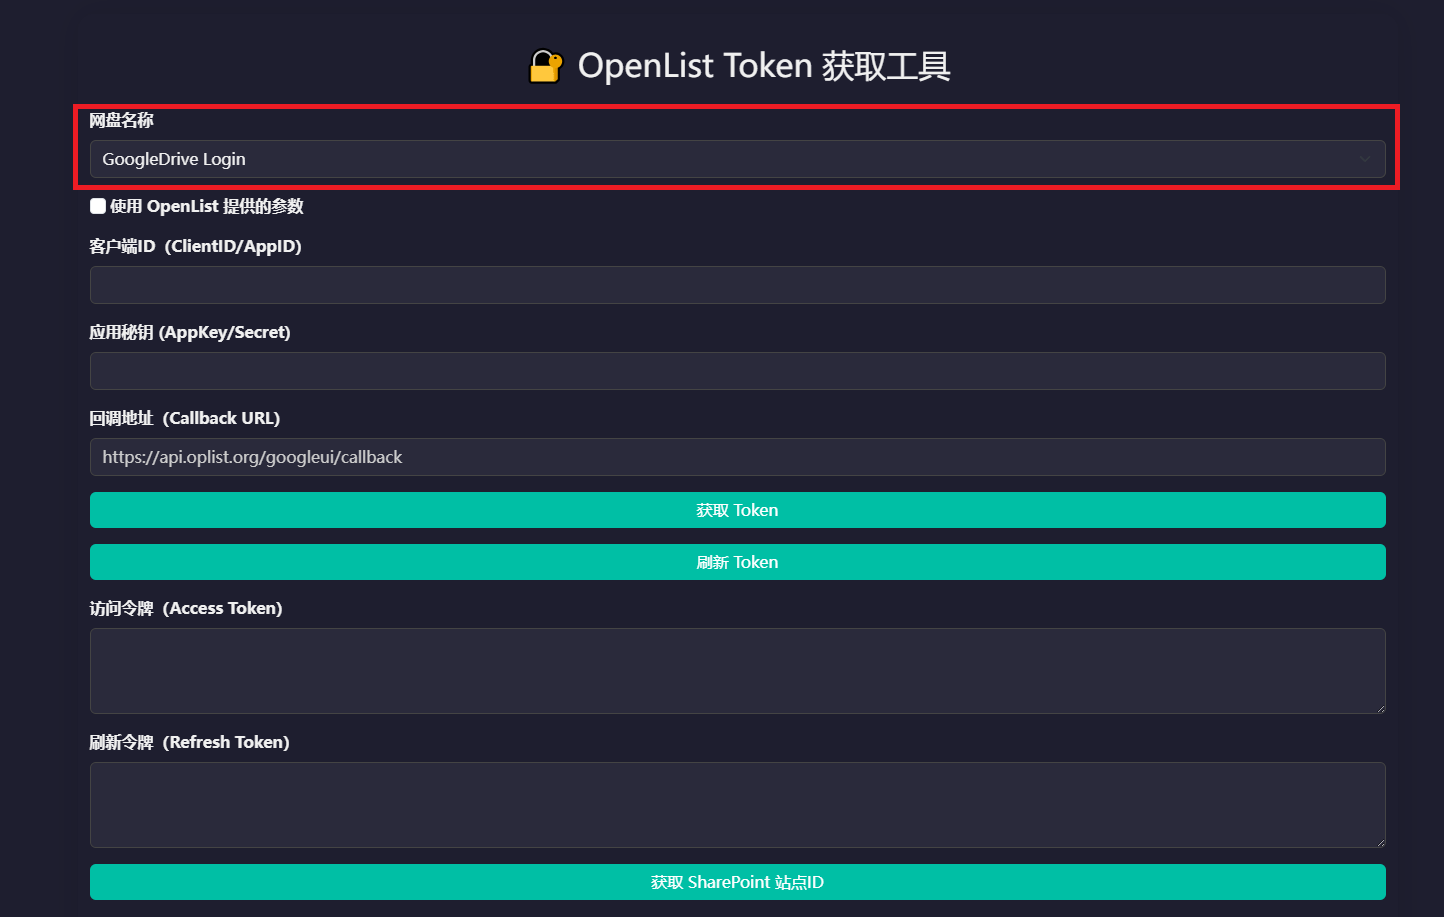 OpenList Token 获取工具
网盘名称
GoogleDrive Login
使用 OpenList 提供的参数
客户端ID（ClientID/AppID)
应用秘钥 (AppKey/Secret)
回调地址（Callback URL)
https://api.oplist.org/googleui/callback
获取 Token
刷新 Token
访问令牌（Access Token)
刷新令牌（Refresh Token)
获取 SharePoint 站点ID